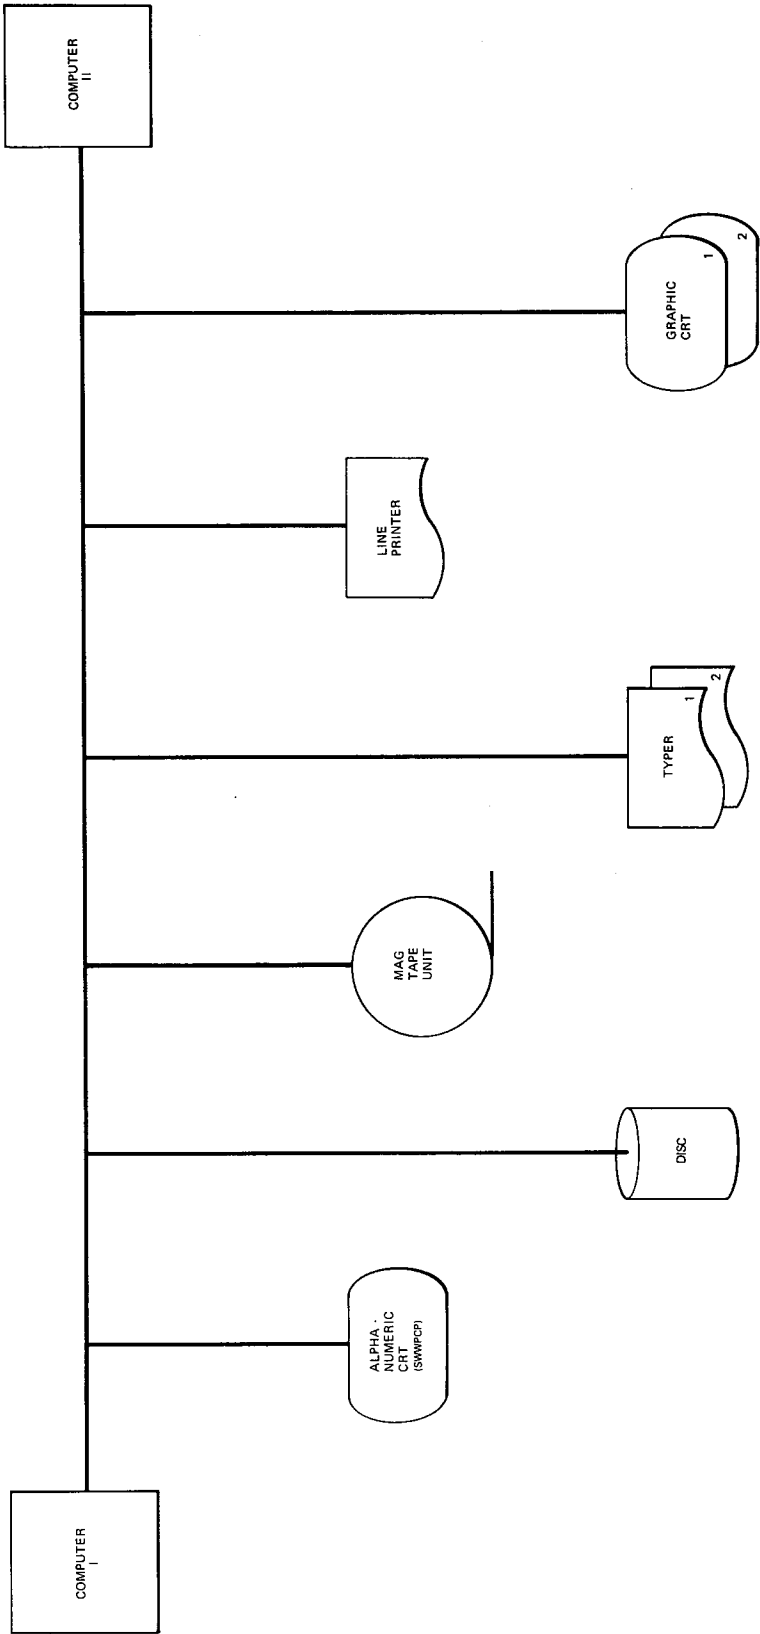 COMPUTER
I
ALPHA -
NUMERIC
CRT
(SWWPCP)
DISC
MAG
TAPE
UNIT
TYPER
1
2
LINE
PRINTER
GRAPHIC
CRT
1
2
COMPUTER
II